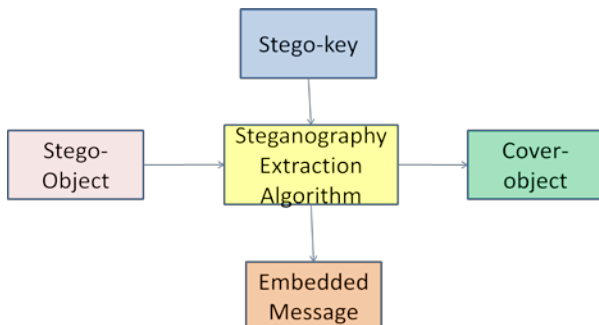 Stego-key
Stego-
Object
Steganography
Extraction
Algorithm
Cover-
object
Embedded
Message